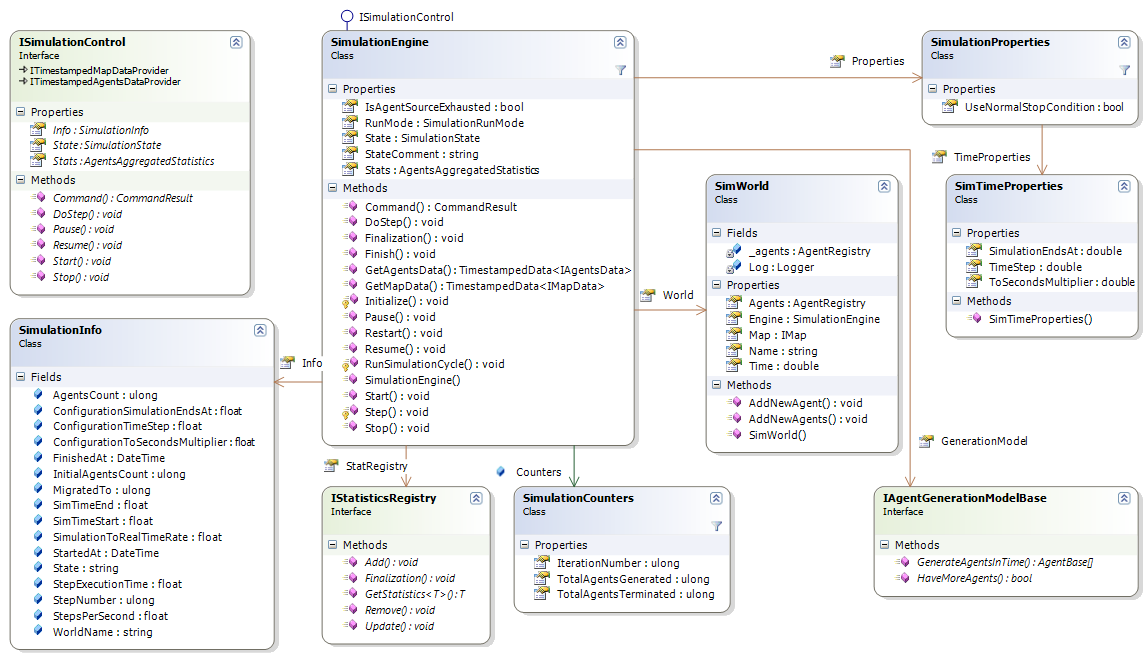 ISimulationControl
ISimulationControl
Interface
ITimestampedMapDataProvider
ITimestampedAgentsDataProvider
Properties
Info : SimulationInfo
State : SimulationState
Stats : AgentsAggregatedStatistics
Methods
Command() : CommandResult
DoStep() : void
Pause() : void
Resume() : void
Start() : void
Stop() : void
SimulationEngine
Class
Properties
IsAgentSourceExhausted : bool
RunMode : SimulationRunMode
State : SimulationState
StateComment : string
Stats : AgentsAggregatedStatistics
Methods
Command() : CommandResult
DoStep() : void
Finalization() : void
Finish() : void
GetAgentsData() : TimestampedData<IAgentsData>
GetMapData() : TimestampedData<IMapData>
Initialize() : void
Pause() : void
Restart() : void
Resume() : void
RunSimulationCycle() : void
SimulationEngine()
Start() : void
Step() : void
Stop() : void
Properties
SimulationProperties
Class
Properties
UseNormalStopCondition : bool
TimeProperties
SimTimeProperties
Class
Properties
SimulationEndsAt : double
TimeStep : double
ToSecondsMultiplier : double
Methods
SimTimeProperties()
World
SimWorld
Class
Fields
_agents : AgentRegistry
Log : Logger
Properties
Agents : AgentRegistry
Engine : SimulationEngine
Map : IMap
Name : string
Time : double
Methods
AddNewAgent() : void
AddNewAgents() : void
SimWorld()
Info
SimulationInfo
Class
Fields
AgentsCount : ulong
ConfigurationSimulationEndsAt : float
ConfigurationTimeStep : float
ConfigurationToSecondsMultiplier : float
FinishedAt : DateTime
InitialAgentsCount : ulong
MigratedTo : ulong
SimTimeEnd : float
SimTimeStart : float
SimulationToRealTimeRate : float
StartedAt : DateTime
State : string
StepExecutionTime : float
StepNumber : ulong
StepsPerSecond : float
WorldName : string
StatRegistry
IStatisticsRegistry
Interface
Methods
Add() : void
Finalization() : void
GetStatistics<T>() : T
Remove() : void
Update() : void
Counters
SimulationCounters
Class
Properties
IterationNumber : ulong
TotalAgentsGenerated : ulong
TotalAgentsTerminated : ulong
GenerationModel
IAgentGenerationModelBase
Interface
Methods
GenerateAgentsInTime() : AgentBase[]
HaveMoreAgents() : bool